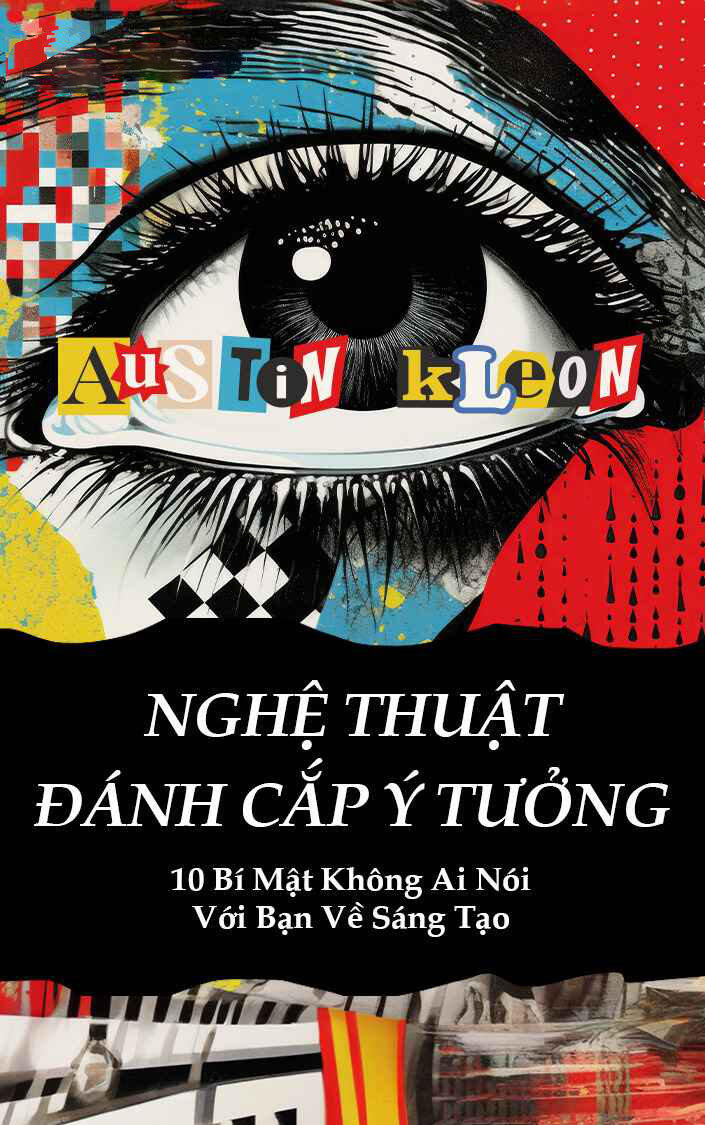 AuSTiN kLeON
NGHỆ THUẬT
ĐÁNH CẮP Ý TƯỞNG
10 Bí Mật Không Ai Nói
Với Bạn Về Sáng Tạo